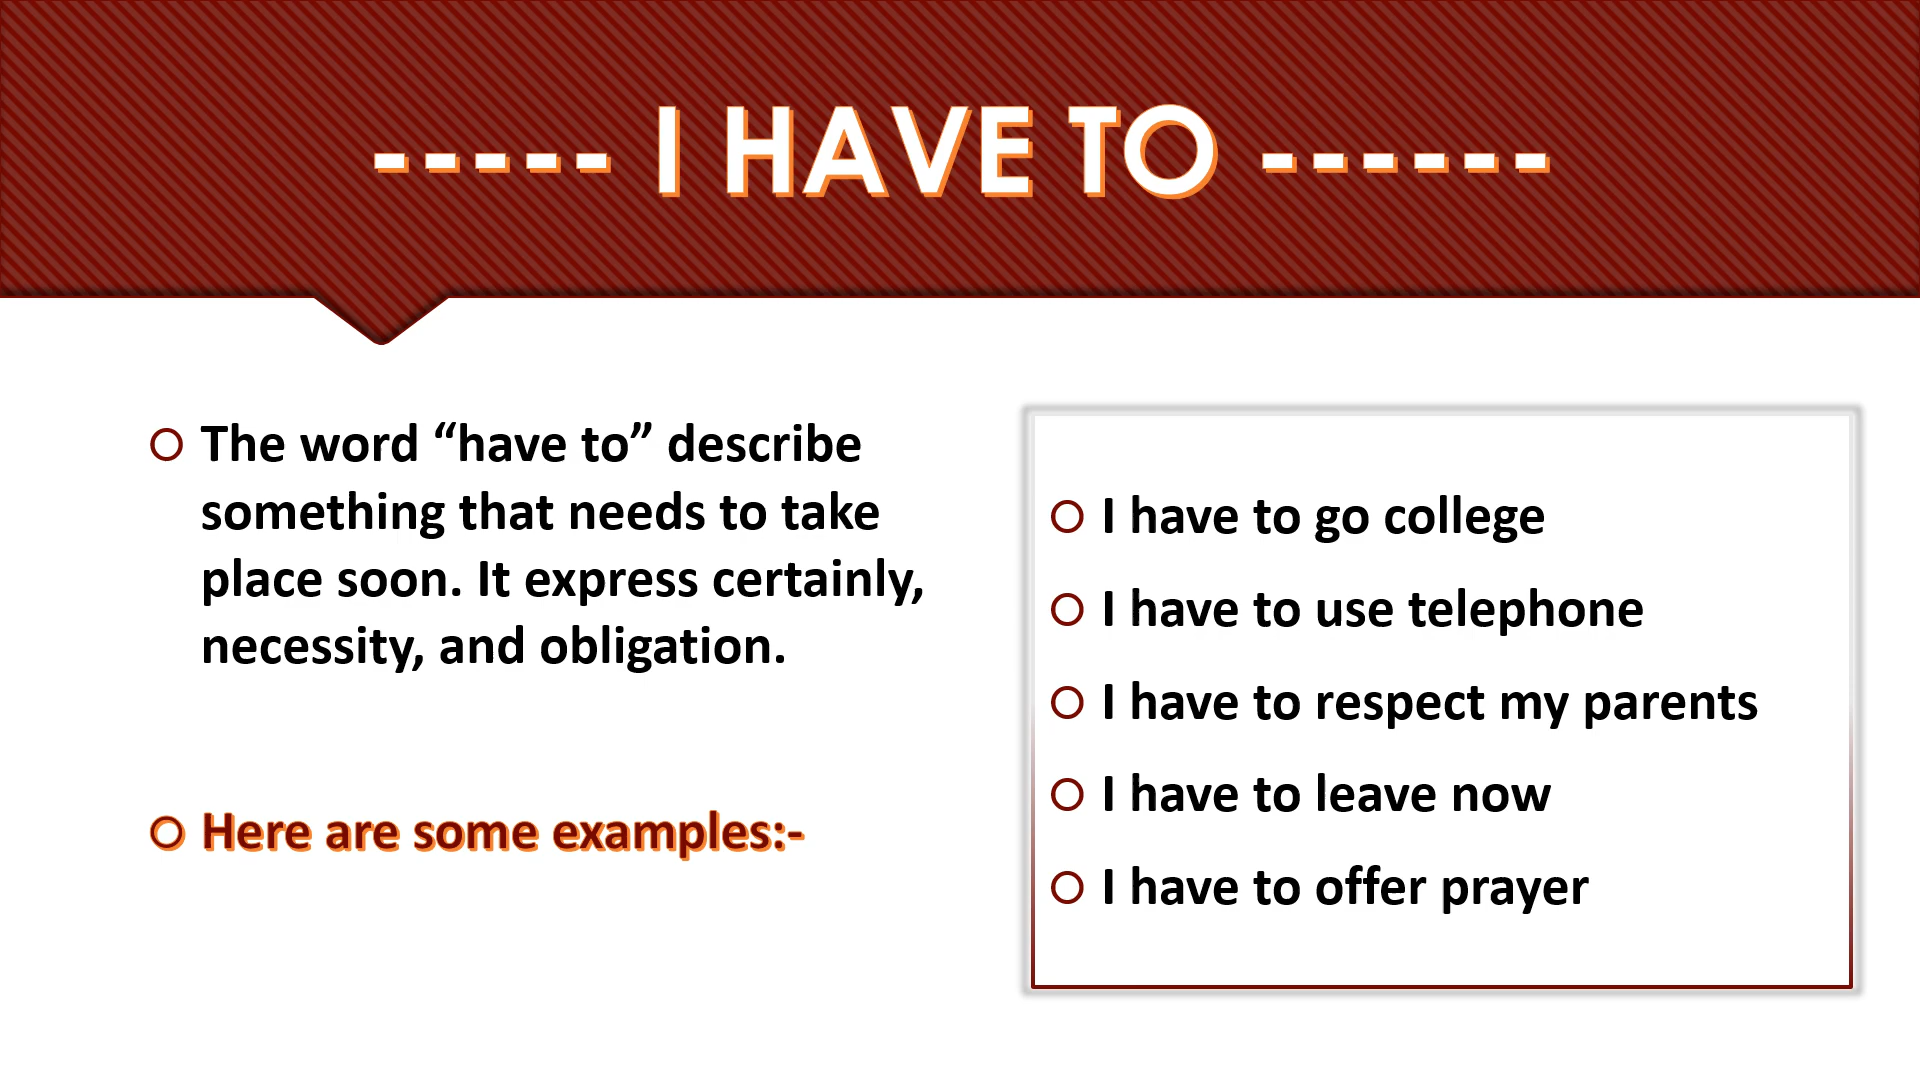 ----- I HAVE TO ------
The word “have to” describe
something that needs to take
place soon. It express certainly,
necessity, and obligation.
Here are some examples:-
I have to go college
I have to use telephone
I have to respect my parents
I have to leave now
I have to offer prayer